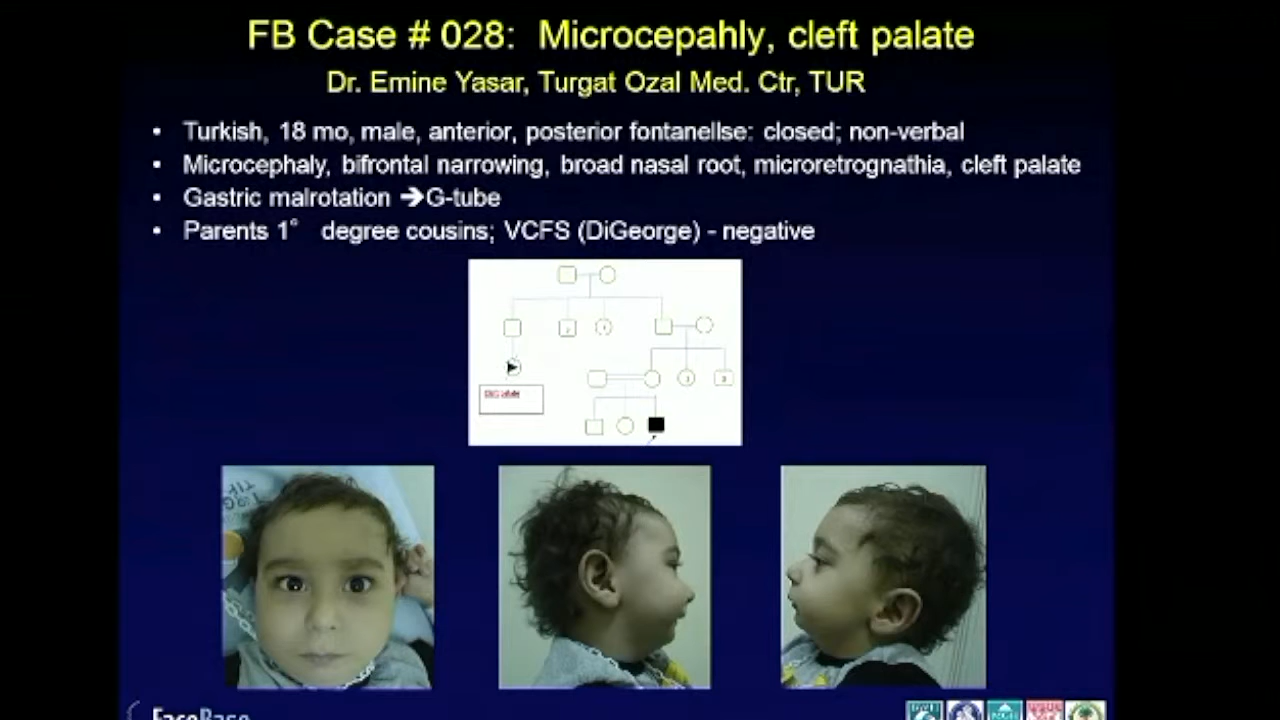 FB Case # 028: Microcepahly, cleft palate
Dr. Emine Yasar, Turgat Ozal Med. Ctr, TUR
• Turkish, 18 mo, male, anterior, posterior fontanellse: closed; non-verbal
• Microcephaly, bifrontal narrowing, broad nasal root, microretrognathia, cleft palate
• Gastric malrotation ➔G-tube
• Parents 1° degree cousins; VCFS (DiGeorge) - negative
FaceBase